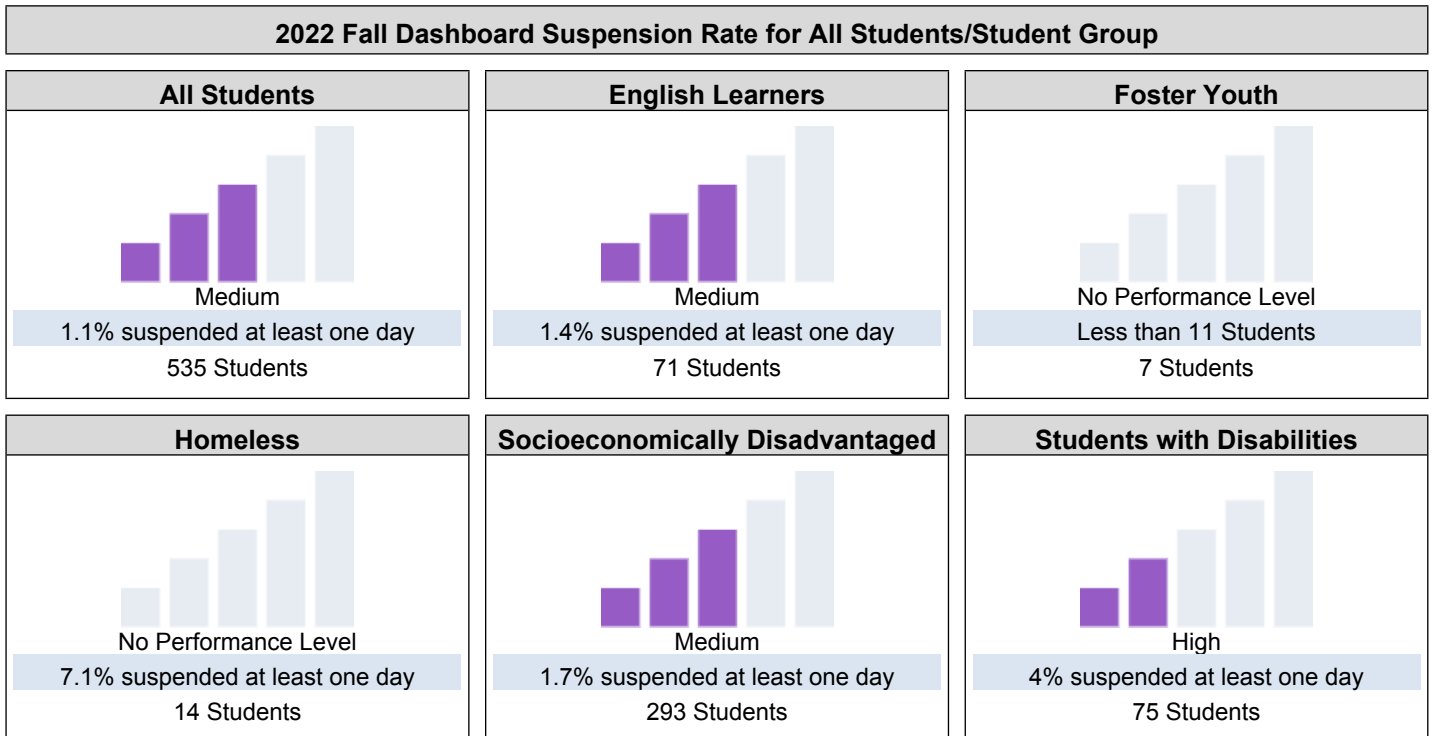 2022 Fall Dashboard Suspension Rate for All Students/Student Group
All Students
Medium
1.1% suspended at least one day
535 Students
English Learners
Medium
1.4% suspended at least one day
71 Students
Foster Youth
No Performance Level
Less than 11 Students
7 Students
Homeless
No Performance Level
7.1% suspended at least one day
14 Students
Socioeconomically Disadvantaged
Medium
1.7% suspended at least one day
293 Students
Students with Disabilities
High
4% suspended at least one day
75 Students